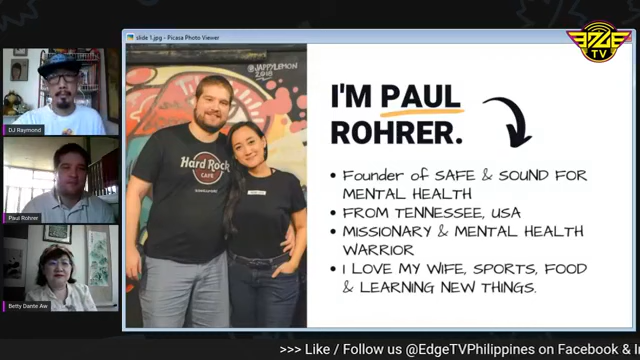 slide 1.jpg - Picasa Photo Viewer
EDGE
TV
DJ Raymond
Paul Rohrer
Betty Dante Aw
@JAPPYLEMON
2018
Hard Rock
CAFE
I'M PAUL
ROHRER.
• Founder of SAFE & SOUND FOR
MENTAL HEALTH
• FROM TENNESSEE, USA
• MISSIONARY & MENTAL HEALTH
WARRIOR
• I LOVE MY WIFE, SPORTS, FOOD
& LEARNING NEW THINGS.
>>> Like / Follow us @EdgeTVPhilippines on Facebook & I